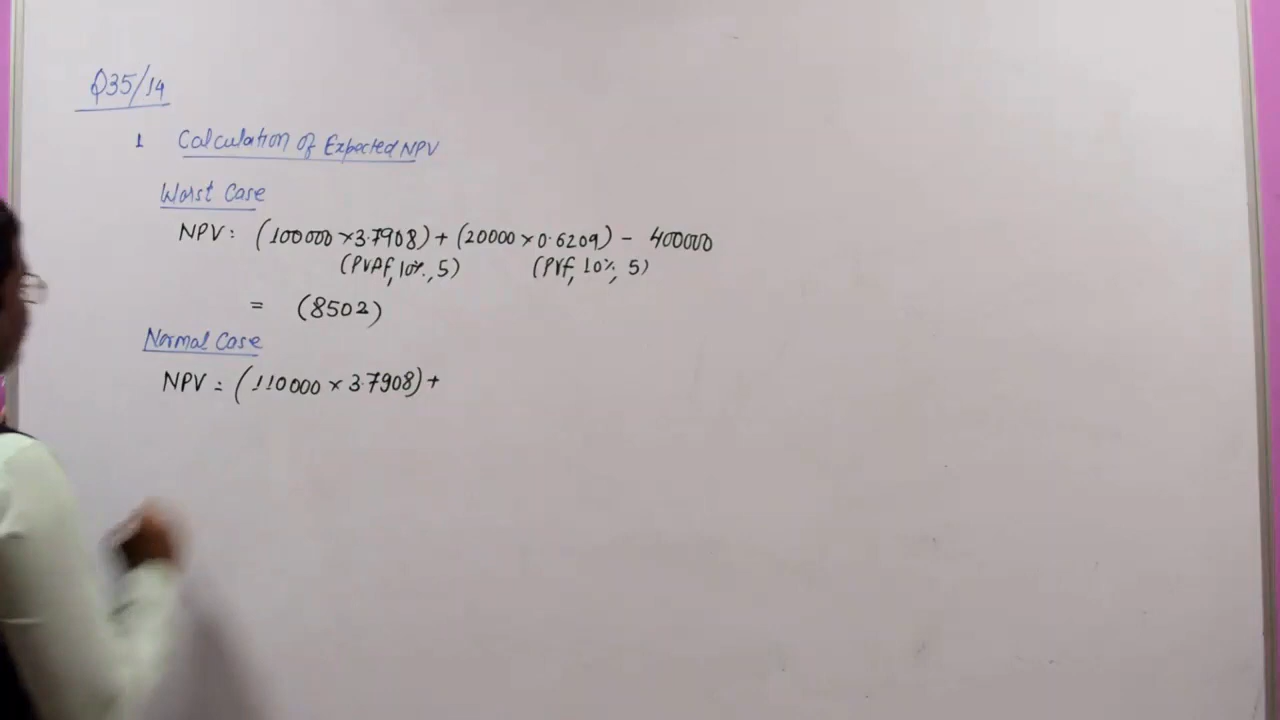 Q35/14
1 Calculation of Expected NPV
Worst Case
NPV: (100000 × 3.7908) + (20000 × 0.6209) - 400000
(PVAf, 10%, 5) (PVf, 10%, 5)
= (8502)
Normal Case
NPV = (110000 × 3.7908) +